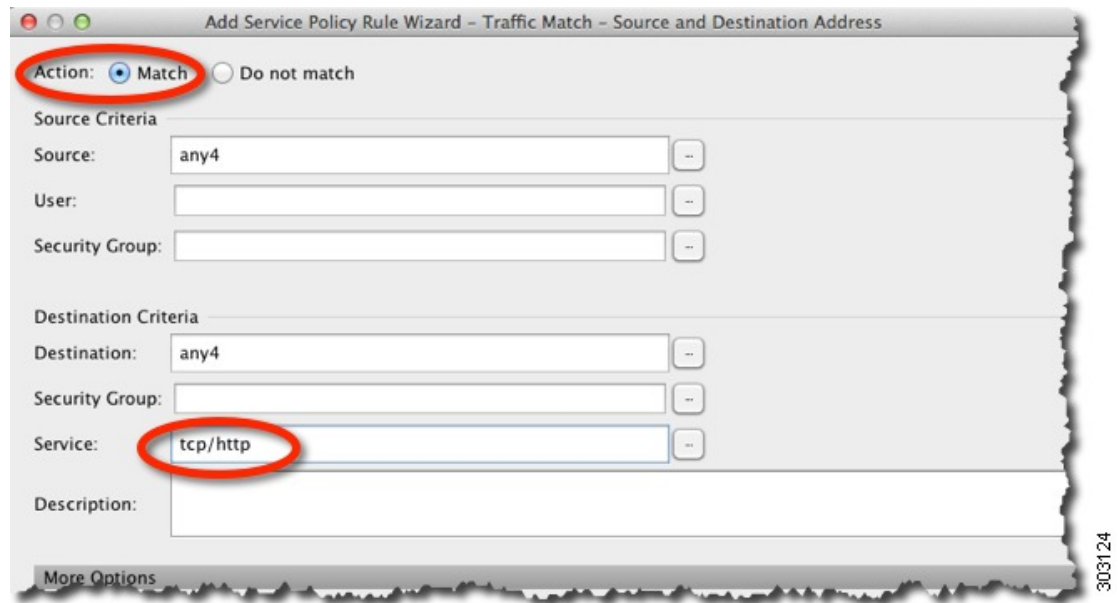 Add Service Policy Rule Wizard – Traffic Match – Source and Destination Address
Action: Match Do not match
Source Criteria
Source: any4 ...
User: ...
Security Group: ...
Destination Criteria
Destination: any4 ...
Security Group: ...
Service: tcp/http ...
Description:
More Options
303124